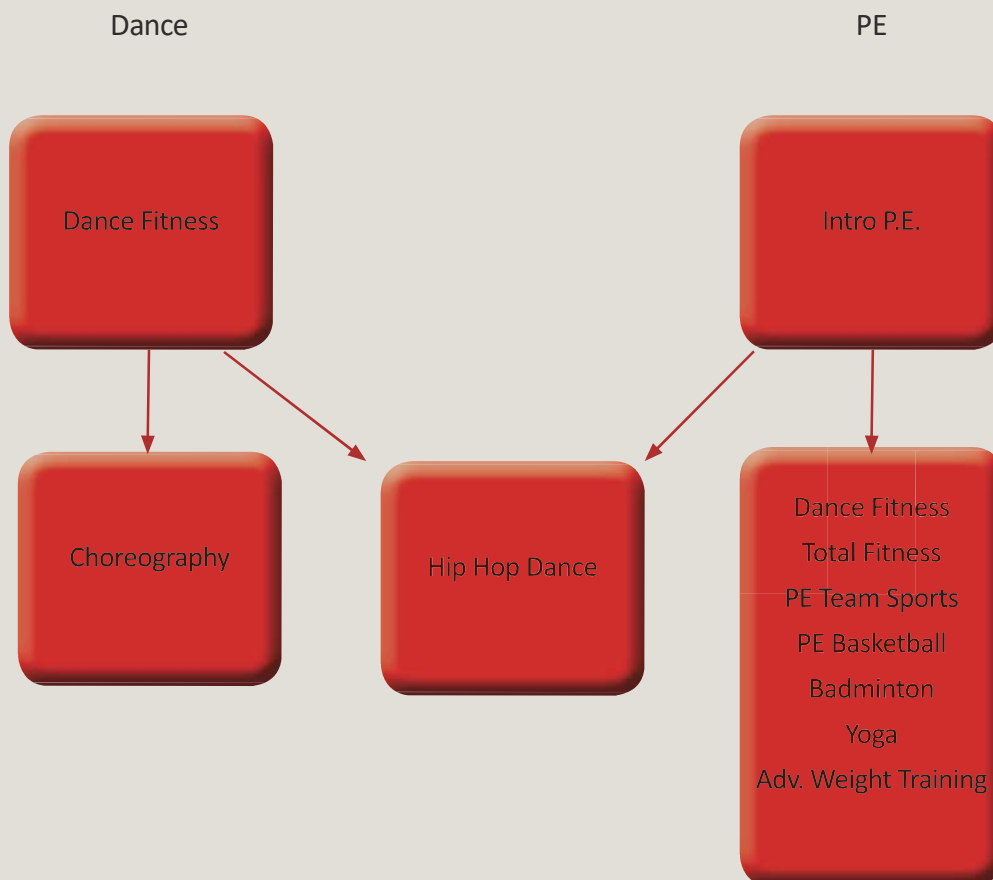 Dance
PE
Dance Fitness
Intro P.E.
Choreography
Hip Hop Dance
Dance Fitness
Total Fitness
PE Team Sports
PE Basketball
Badminton
Yoga
Adv. Weight Training